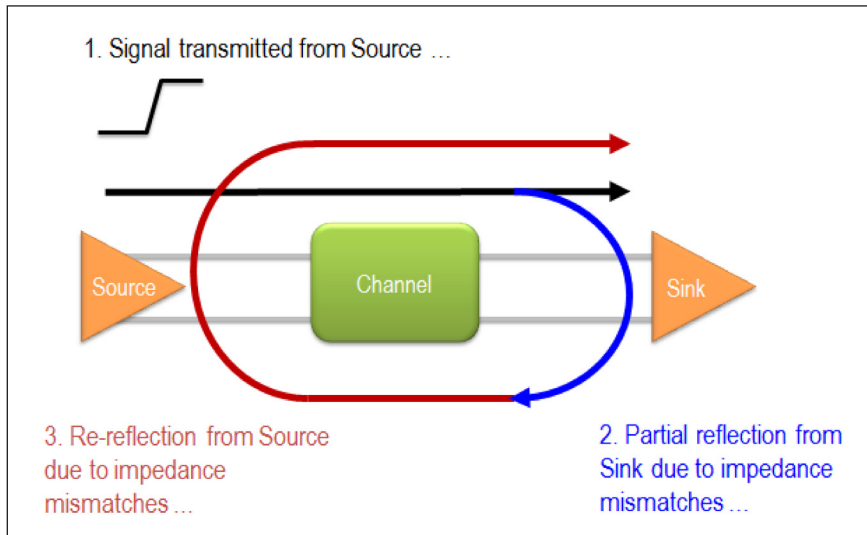 1. Signal transmitted from Source ...
Source
Channel
Sink
3. Re-reflection from Source
due to impedance
mismatches ...
2. Partial reflection from
Sink due to impedance
mismatches ...